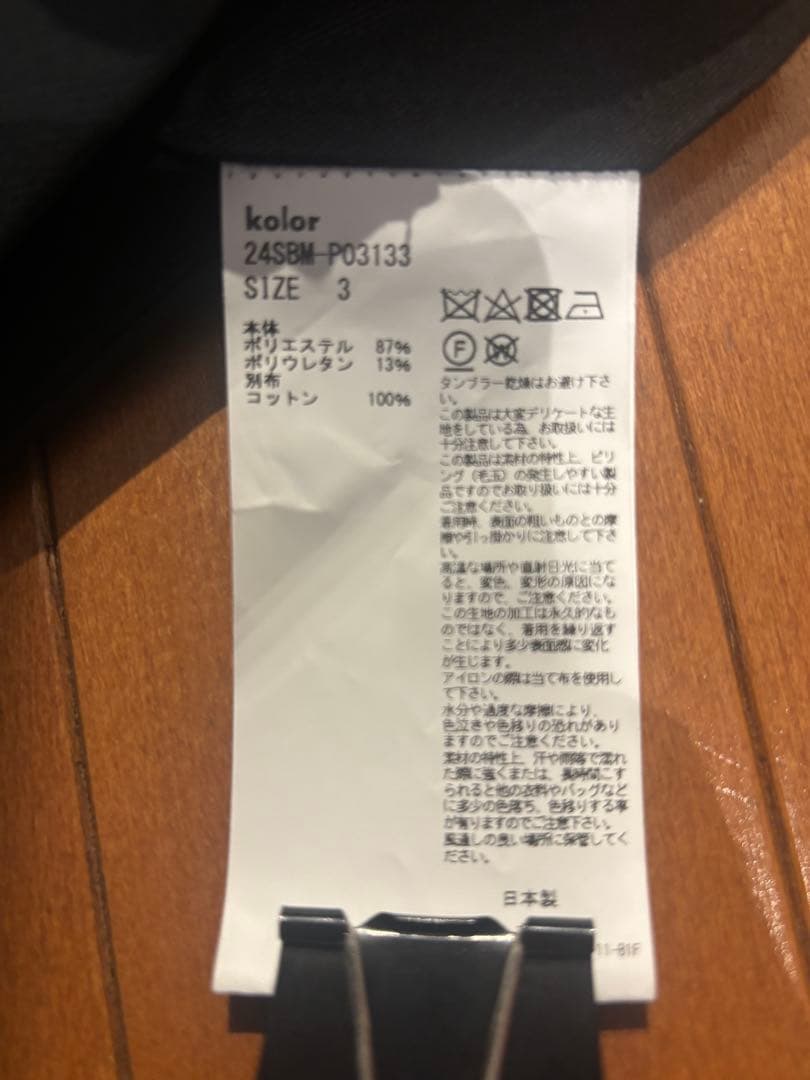 kolor
24SBM-P03133
SIZE 3
本体
ポリエステル 87%
ポリウレタン 13%
別布
コットン 100%
F
W
タンブラー乾燥はお避け下さ
い。
この製品は大変デリケートな生
地をしている為、お取扱いには
十分注意して下さい。
この製品は素材の特性上、ピリ
ング(毛玉)の発生しやすい製
品ですのでお取り扱いには十分
ご注意ください。
着用時、表面の粗いものとの摩
擦や引っ掛かりに注意して下さ
い。
高温な場所や直射日光に当て
ると、変色、変形の原因にな
りますので、ご注意ください。
この生地の加工は永久的なも
のではなく、着用を繰り返す
ことにより多少表面感に変化
が生じます。
アイロンの際は当て布を使用し
て下さい。
水分や過度な摩擦により、
色泣きや色移りの恐れがあり
ますのでご注意ください。
素材の特性上、汗や雨等で濡れ
た際に強くまたは、長時間こす
られると他の衣料やバッグなど
に多少の色落ち、色移りする事
が有りますのでご注意下さい。
風通しの良い場所に保管してく
ださい。
日本製
11-B1F